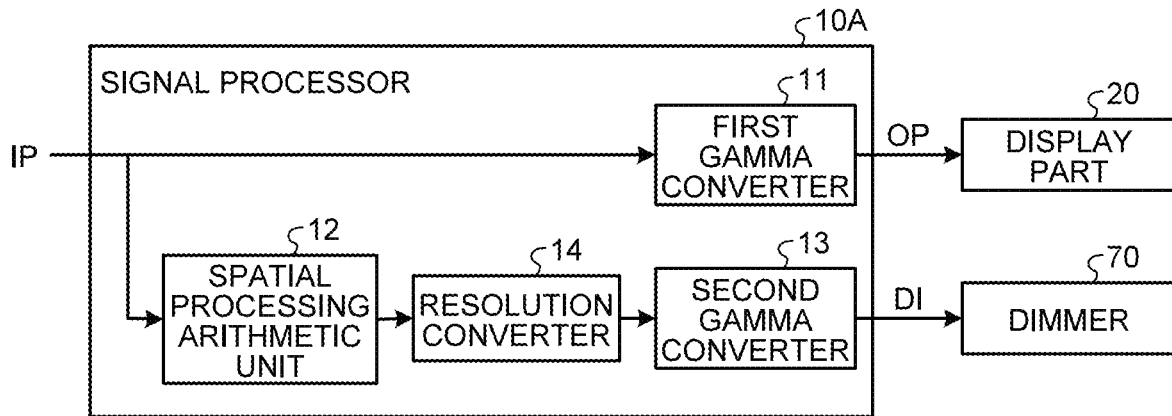 10A
SIGNAL PROCESSOR
IP
11
FIRST
GAMMA
CONVERTER
OP
20
DISPLAY
PART
12
SPATIAL
PROCESSING
ARITHMETIC
UNIT
14
RESOLUTION
CONVERTER
13
SECOND
GAMMA
CONVERTER
DI
70
DIMMER